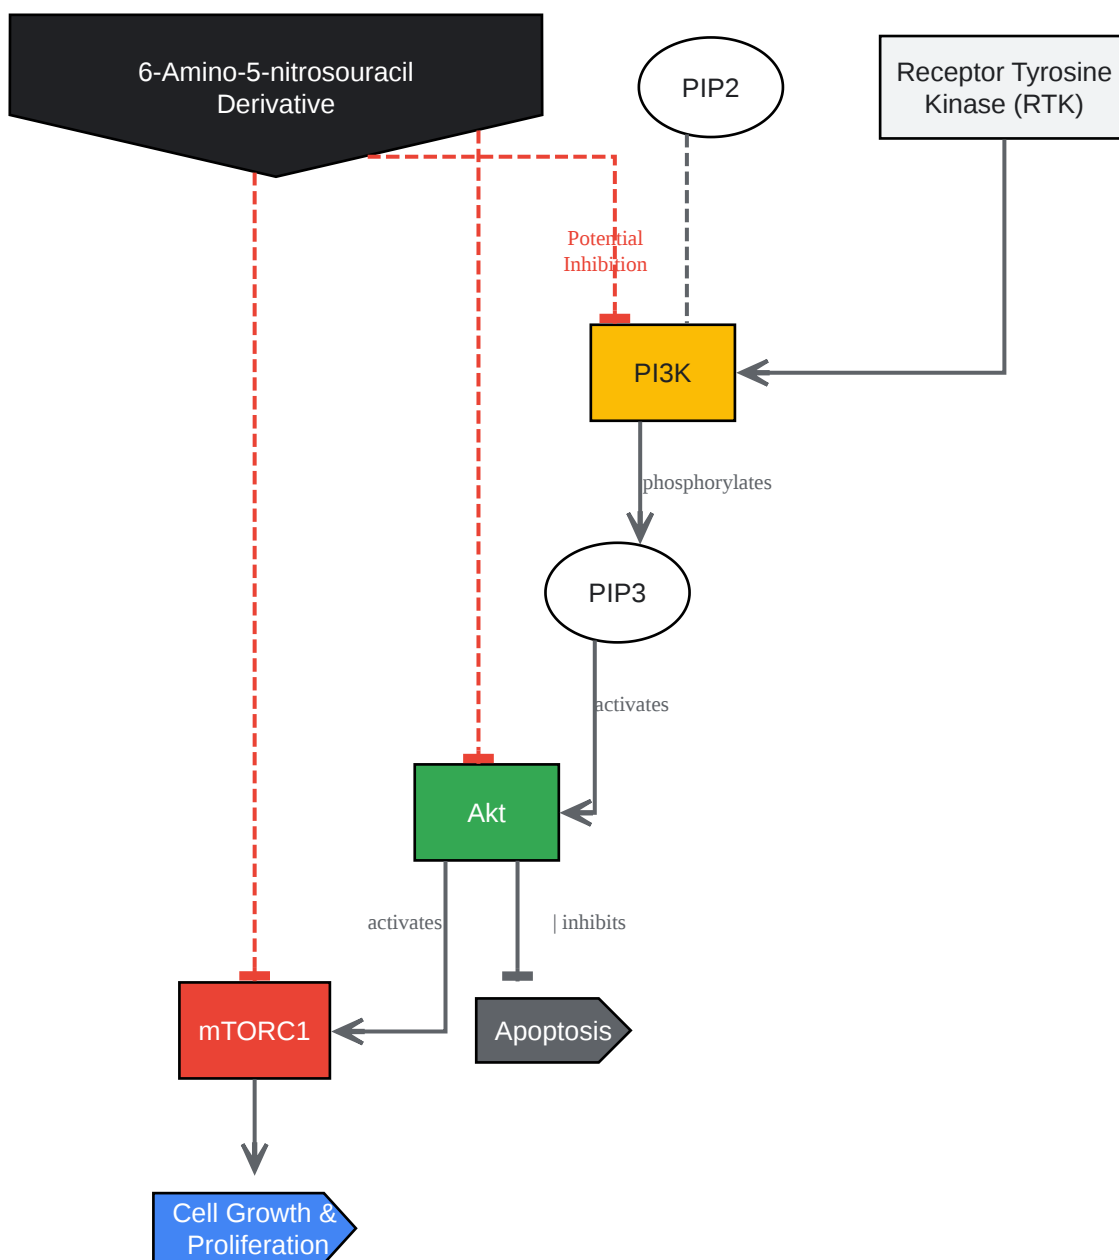 6-Amino-5-nitrosouracil
Derivative
PIP2
Receptor Tyrosine
Kinase (RTK)
Potential
Inhibition
PI3K
phosphorylates
PIP3
activates
Akt
activates
| inhibits
mTORC1
Apoptosis
Cell Growth &
Proliferation